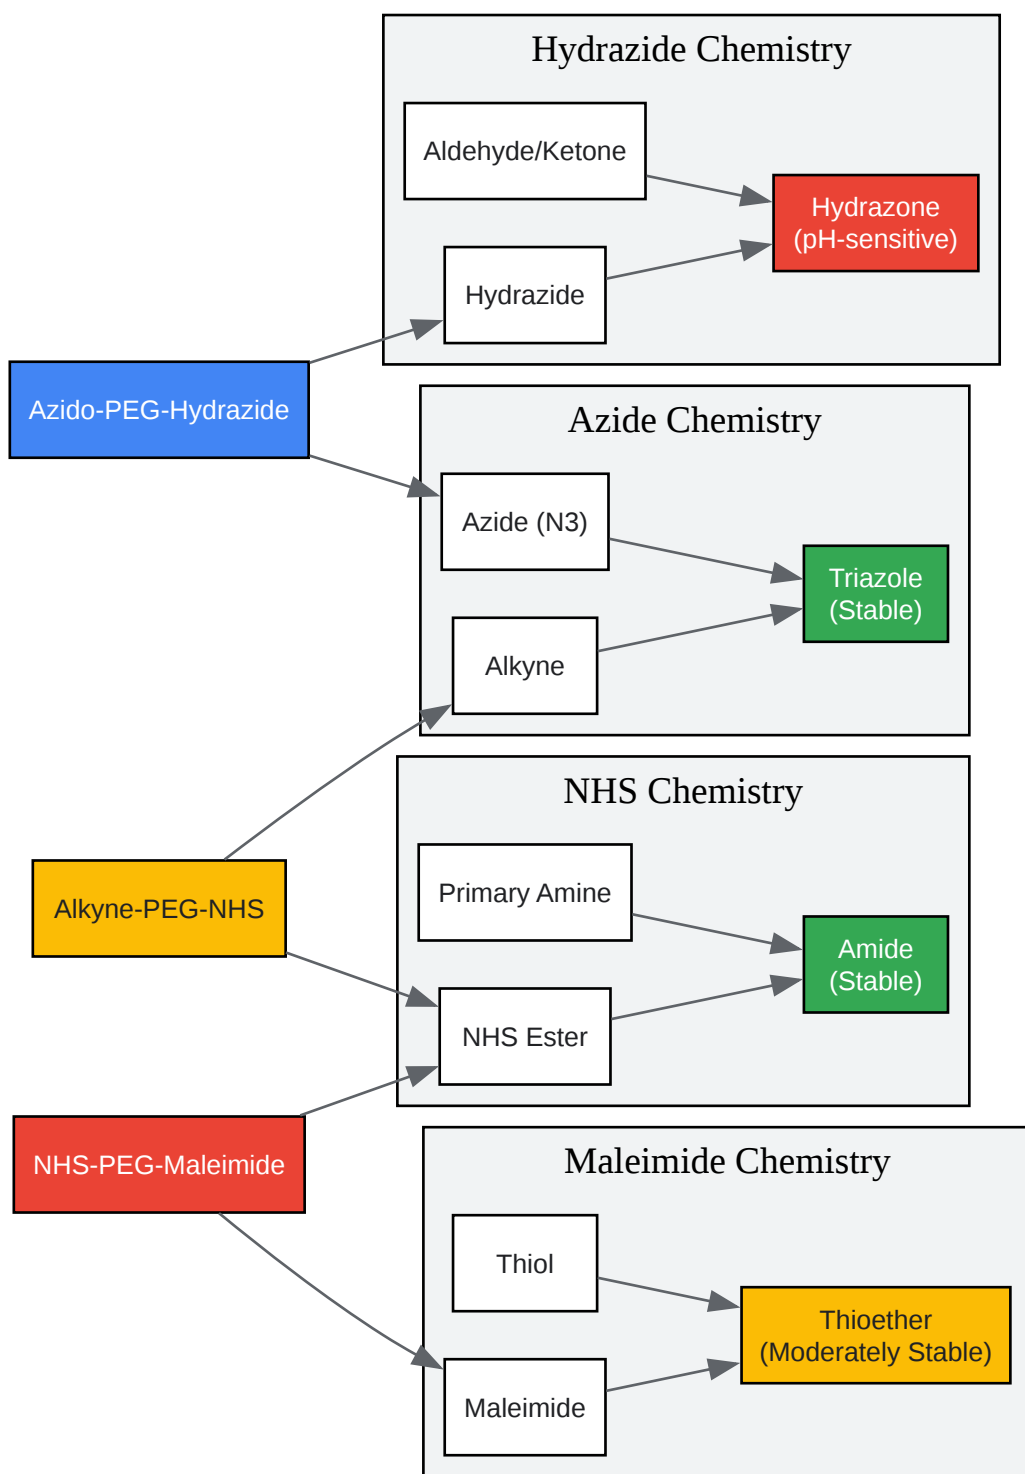 Hydrazide Chemistry
Aldehyde/Ketone
Hydrazide
Hydrazone
(pH-sensitive)
Azido-PEG-Hydrazide
Azide Chemistry
Azide (N3)
Alkyne
Triazole
(Stable)
NHS Chemistry
Primary Amine
NHS Ester
Amide
(Stable)
Alkyne-PEG-NHS
NHS-PEG-Maleimide
Maleimide Chemistry
Thiol
Maleimide
Thioether
(Moderately Stable)